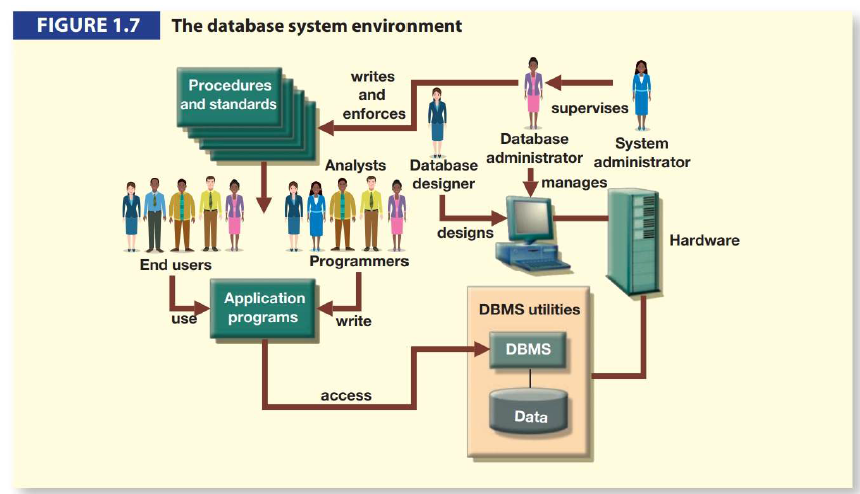 FIGURE 1.7 The database system environment
Procedures
and standards
writes
and
enforces
supervises
Database
administrator
System
administrator
Analysts
Database
designer
manages
designs
Hardware
End users
Programmers
Application
programs
use
write
DBMS utilities
DBMS
Data
access